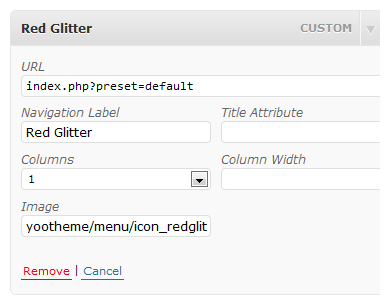 Red Glitter CUSTOM
URL
index.php?preset=default
Navigation Label Title Attribute
Red Glitter
Columns Column Width
1
Image
yootheme/menu/icon_redglit
Remove | Cancel